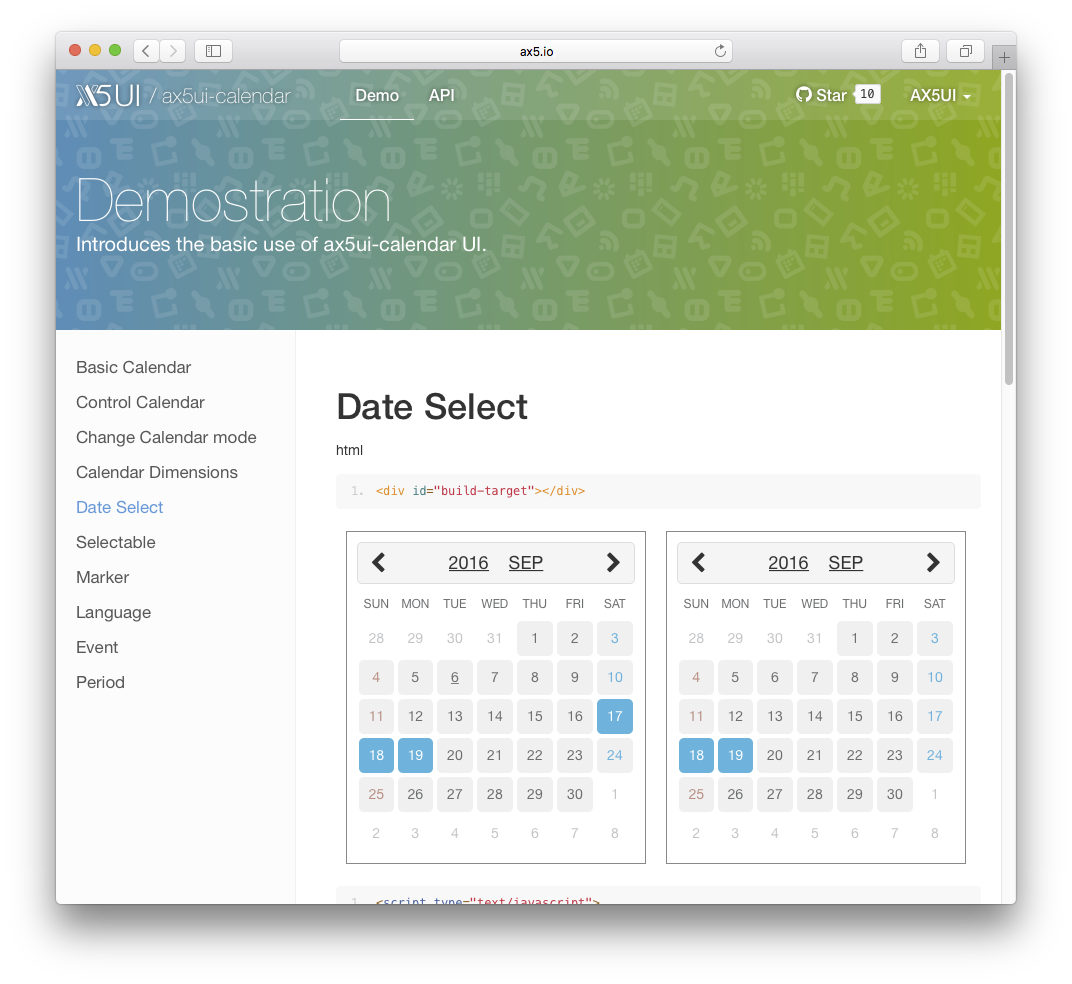 ax5.io
AX5UI / ax5ui-calendar Demo API Star 10 AX5UI
Demostration
Introduces the basic use of ax5ui-calendar UI.
Basic Calendar
Control Calendar
Change Calendar mode
Calendar Dimensions
Date Select
Selectable
Marker
Language
Event
Period
Date Select
html
1. <div id="build-target"></div>
2016 SEP
SUN MON TUE WED THU FRI SAT
28 29 30 31 1 2 3
4 5 6 7 8 9 10
11 12 13 14 15 16 17
18 19 20 21 22 23 24
25 26 27 28 29 30 1
2 3 4 5 6 7 8
2016 SEP
SUN MON TUE WED THU FRI SAT
28 29 30 31 1 2 3
4 5 6 7 8 9 10
11 12 13 14 15 16 17
18 19 20 21 22 23 24
25 26 27 28 29 30 1
2 3 4 5 6 7 8
1. <script type="text/javascript">